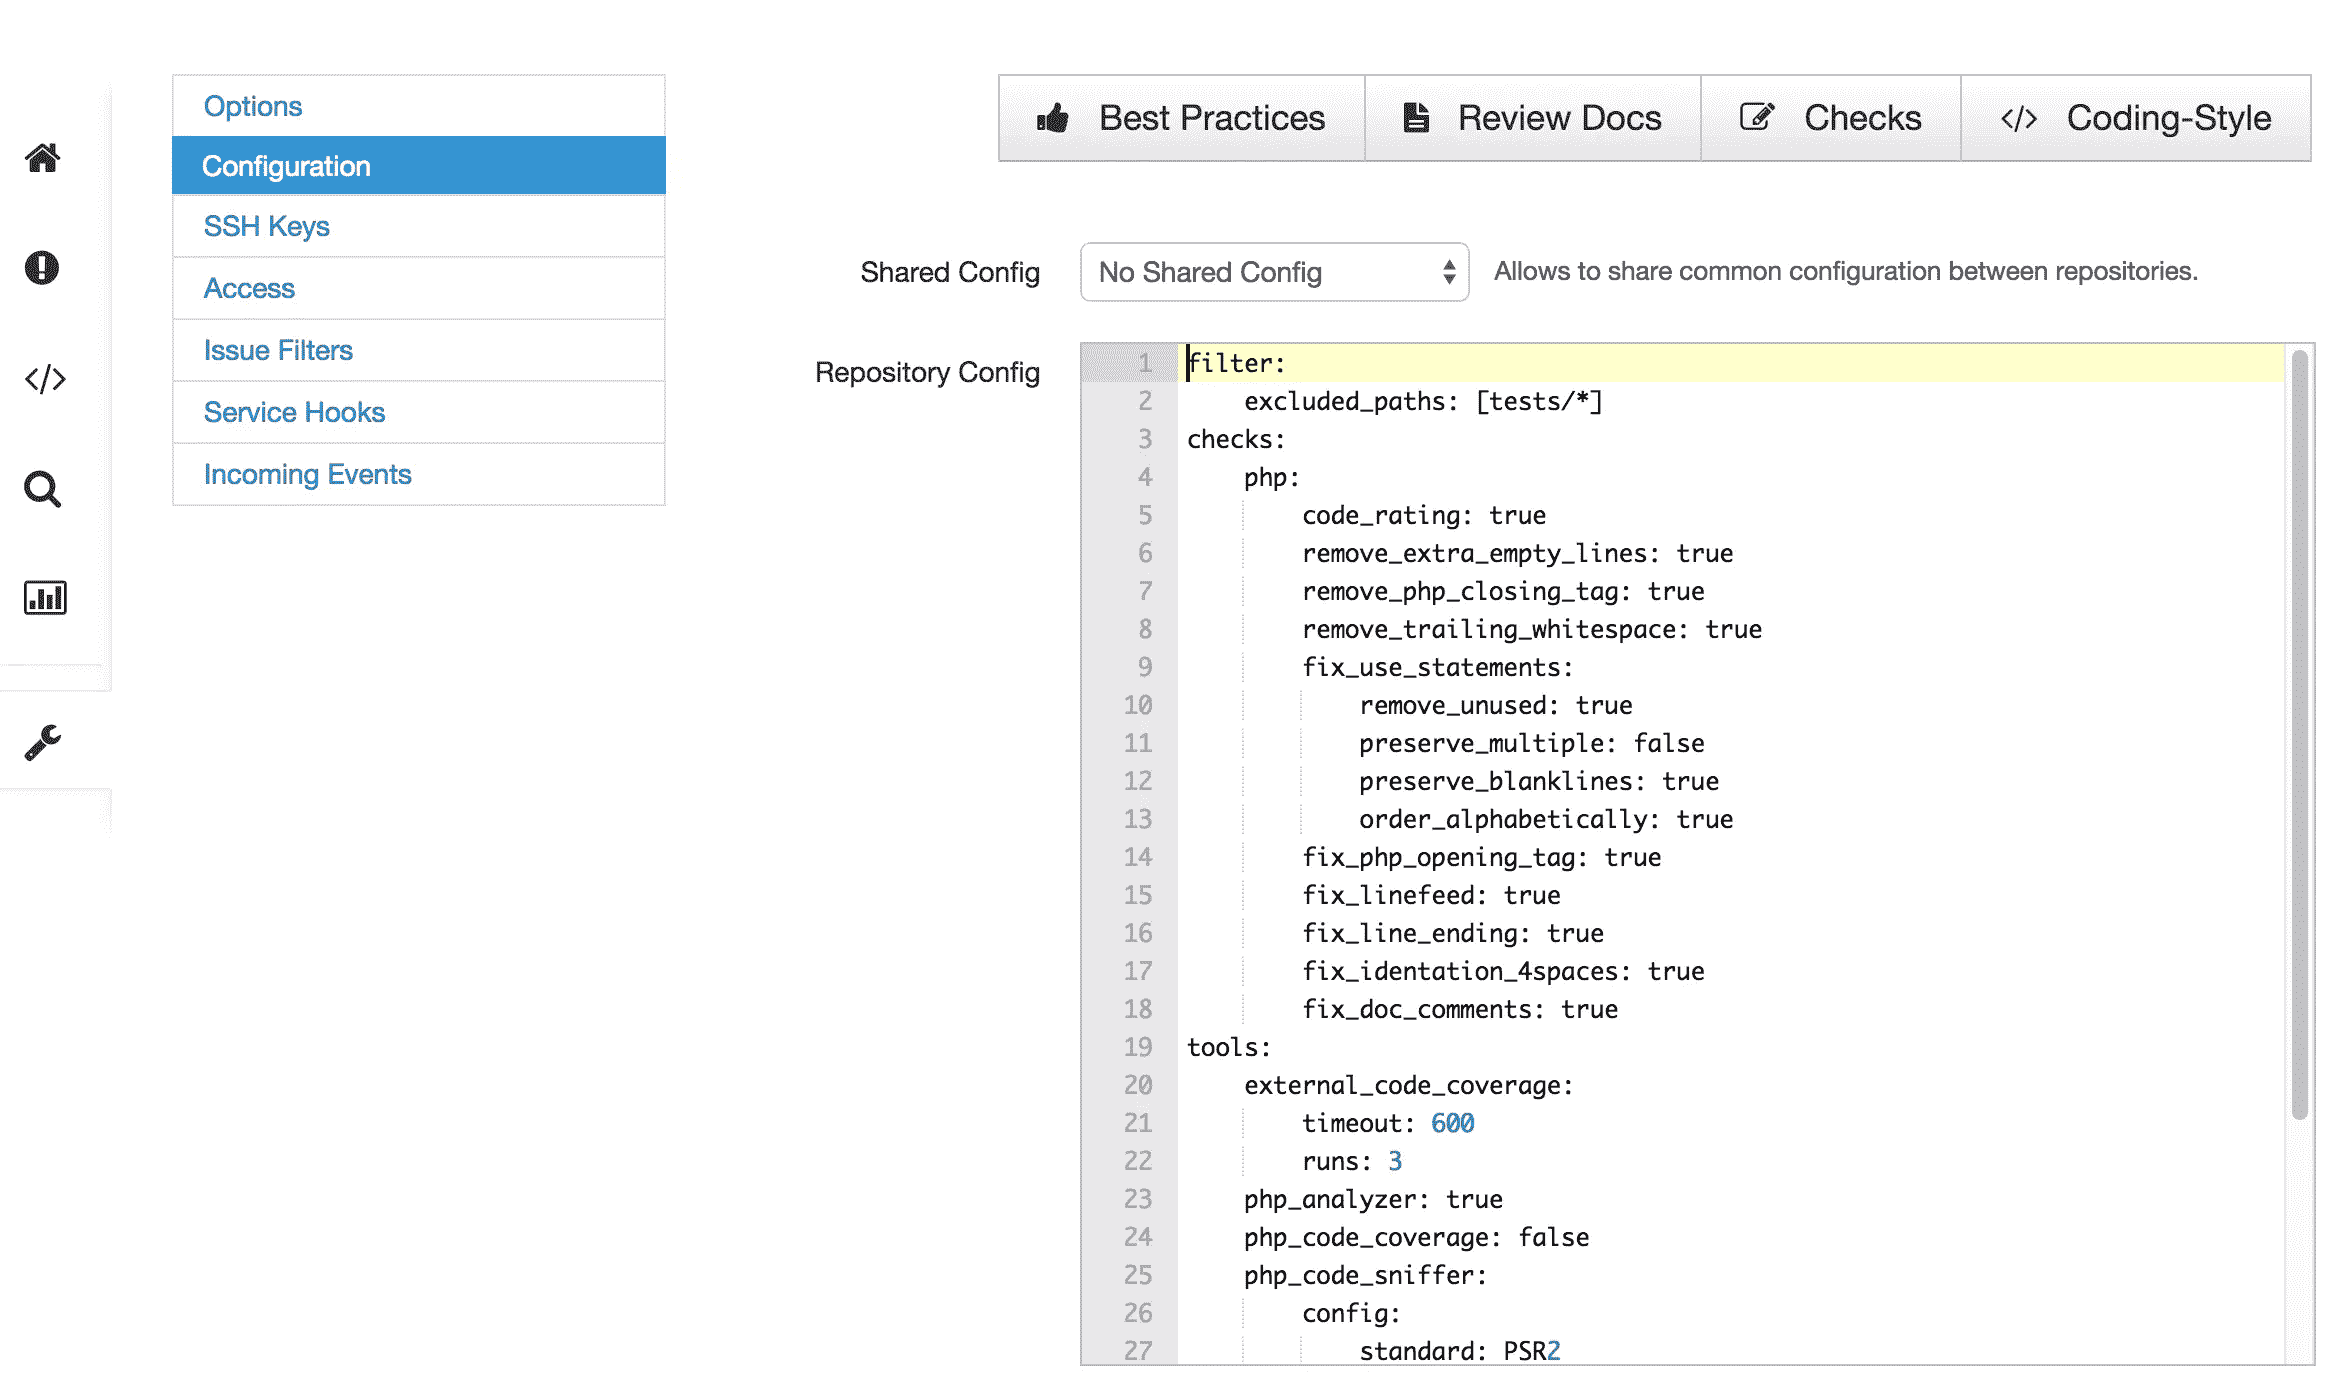 Options
Configuration
SSH Keys
Access
Issue Filters
Service Hooks
Incoming Events
Best Practices
Review Docs
Checks
</> Coding-Style
Shared Config
No Shared Config
Allows to share common configuration between repositories.
Repository Config
1 filter:
2     excluded_paths: [tests/*]
3 checks:
4     php:
5         code_rating: true
6         remove_extra_empty_lines: true
7         remove_php_closing_tag: true
8         remove_trailing_whitespace: true
9         fix_use_statements:
10             remove_unused: true
11             preserve_multiple: false
12             preserve_blanklines: true
13             order_alphabetically: true
14         fix_php_opening_tag: true
15         fix_linefeed: true
16         fix_line_ending: true
17         fix_identation_4spaces: true
18         fix_doc_comments: true
19 tools:
20     external_code_coverage:
21         timeout: 600
22         runs: 3
23     php_analyzer: true
24     php_code_coverage: false
25     php_code_sniffer:
26         config:
27             standard: PSR2